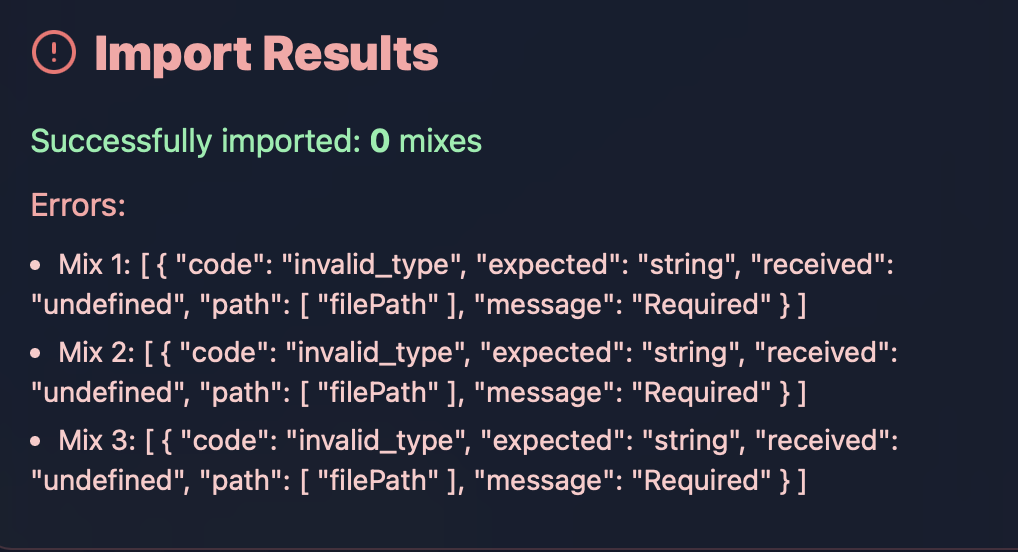 Import Results
Successfully imported: 0 mixes
Errors:
• Mix 1: [ { "code": "invalid_type", "expected": "string", "received":
"undefined", "path": [ "filePath" ], "message": "Required" } ]
• Mix 2: [ { "code": "invalid_type", "expected": "string", "received":
"undefined", "path": [ "filePath" ], "message": "Required" } ]
• Mix 3: [ { "code": "invalid_type", "expected": "string", "received":
"undefined", "path": [ "filePath" ], "message": "Required" } ]